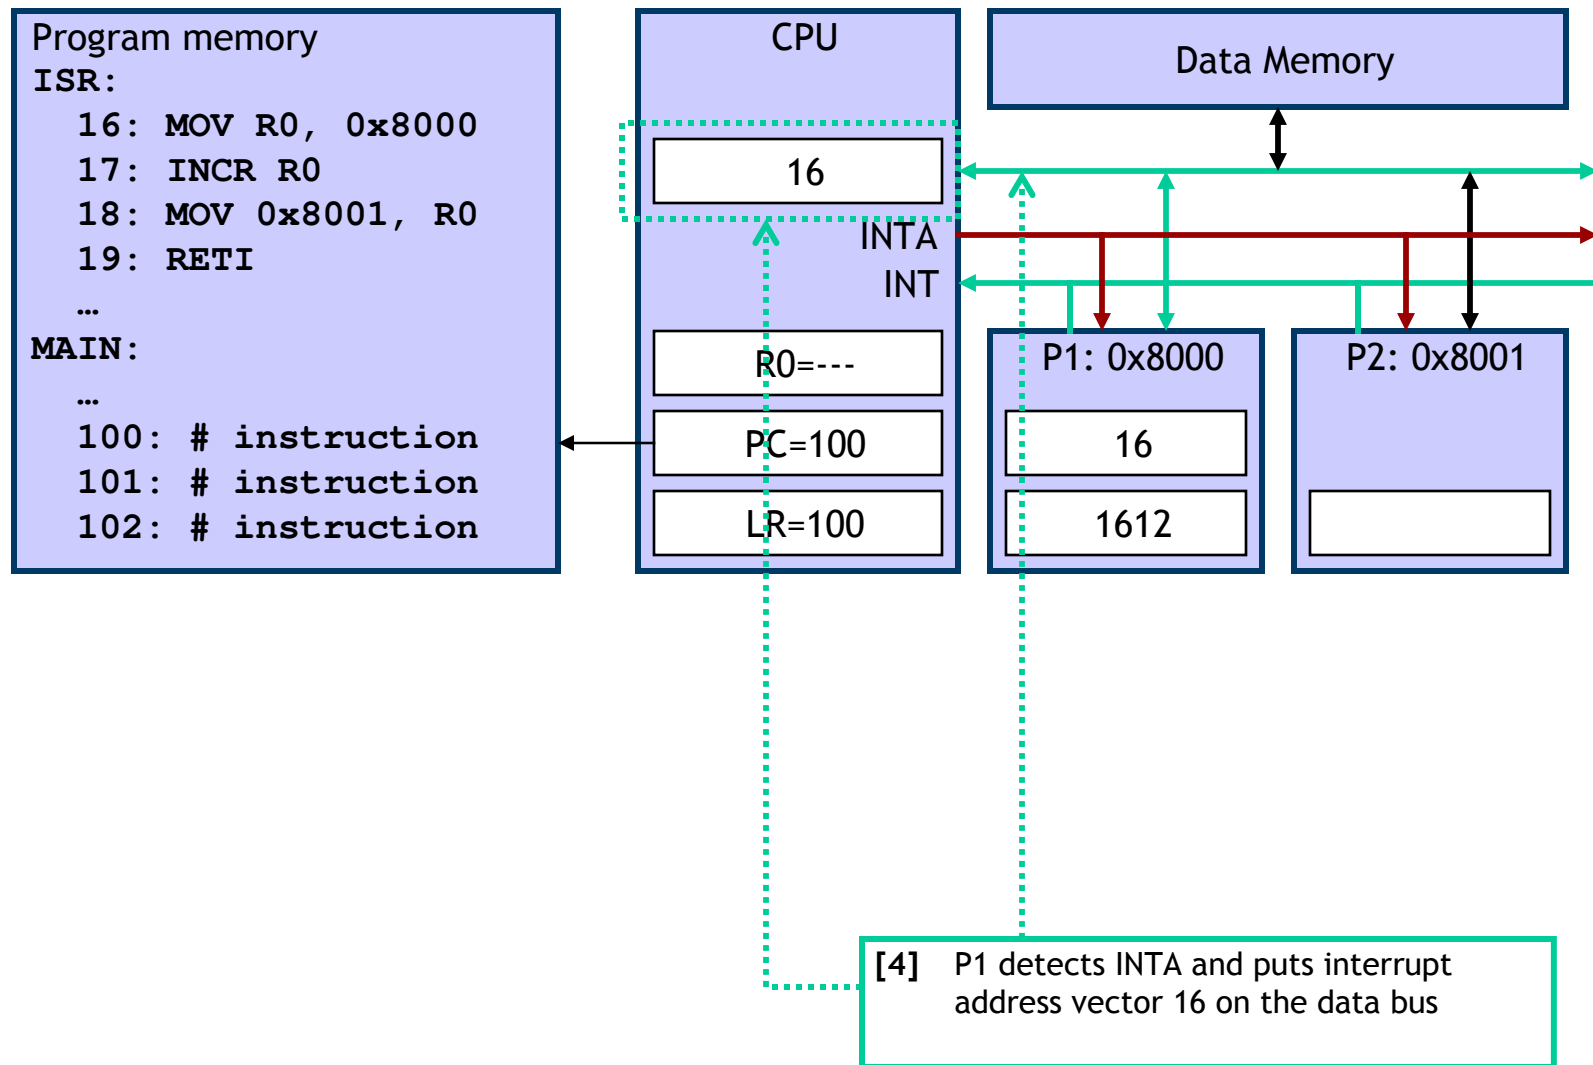 Program memory
ISR:
16: MOV R0, 0x8000
17: INCR R0
18: MOV 0x8001, R0
19: RETI
…
MAIN:
…
100: # instruction
101: # instruction
102: # instruction
CPU
16
INTA
INT
R0=---
PC=100
LR=100
Data Memory
P1: 0x8000
16
1612
P2: 0x8001
[4] P1 detects INTA and puts interrupt
address vector 16 on the data bus